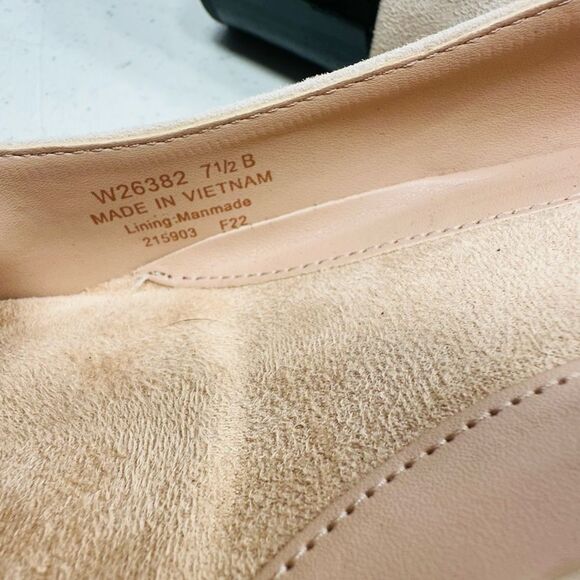 W26382 7½ B
MADE IN VIETNAM
Lining:Manmade
215903 F22